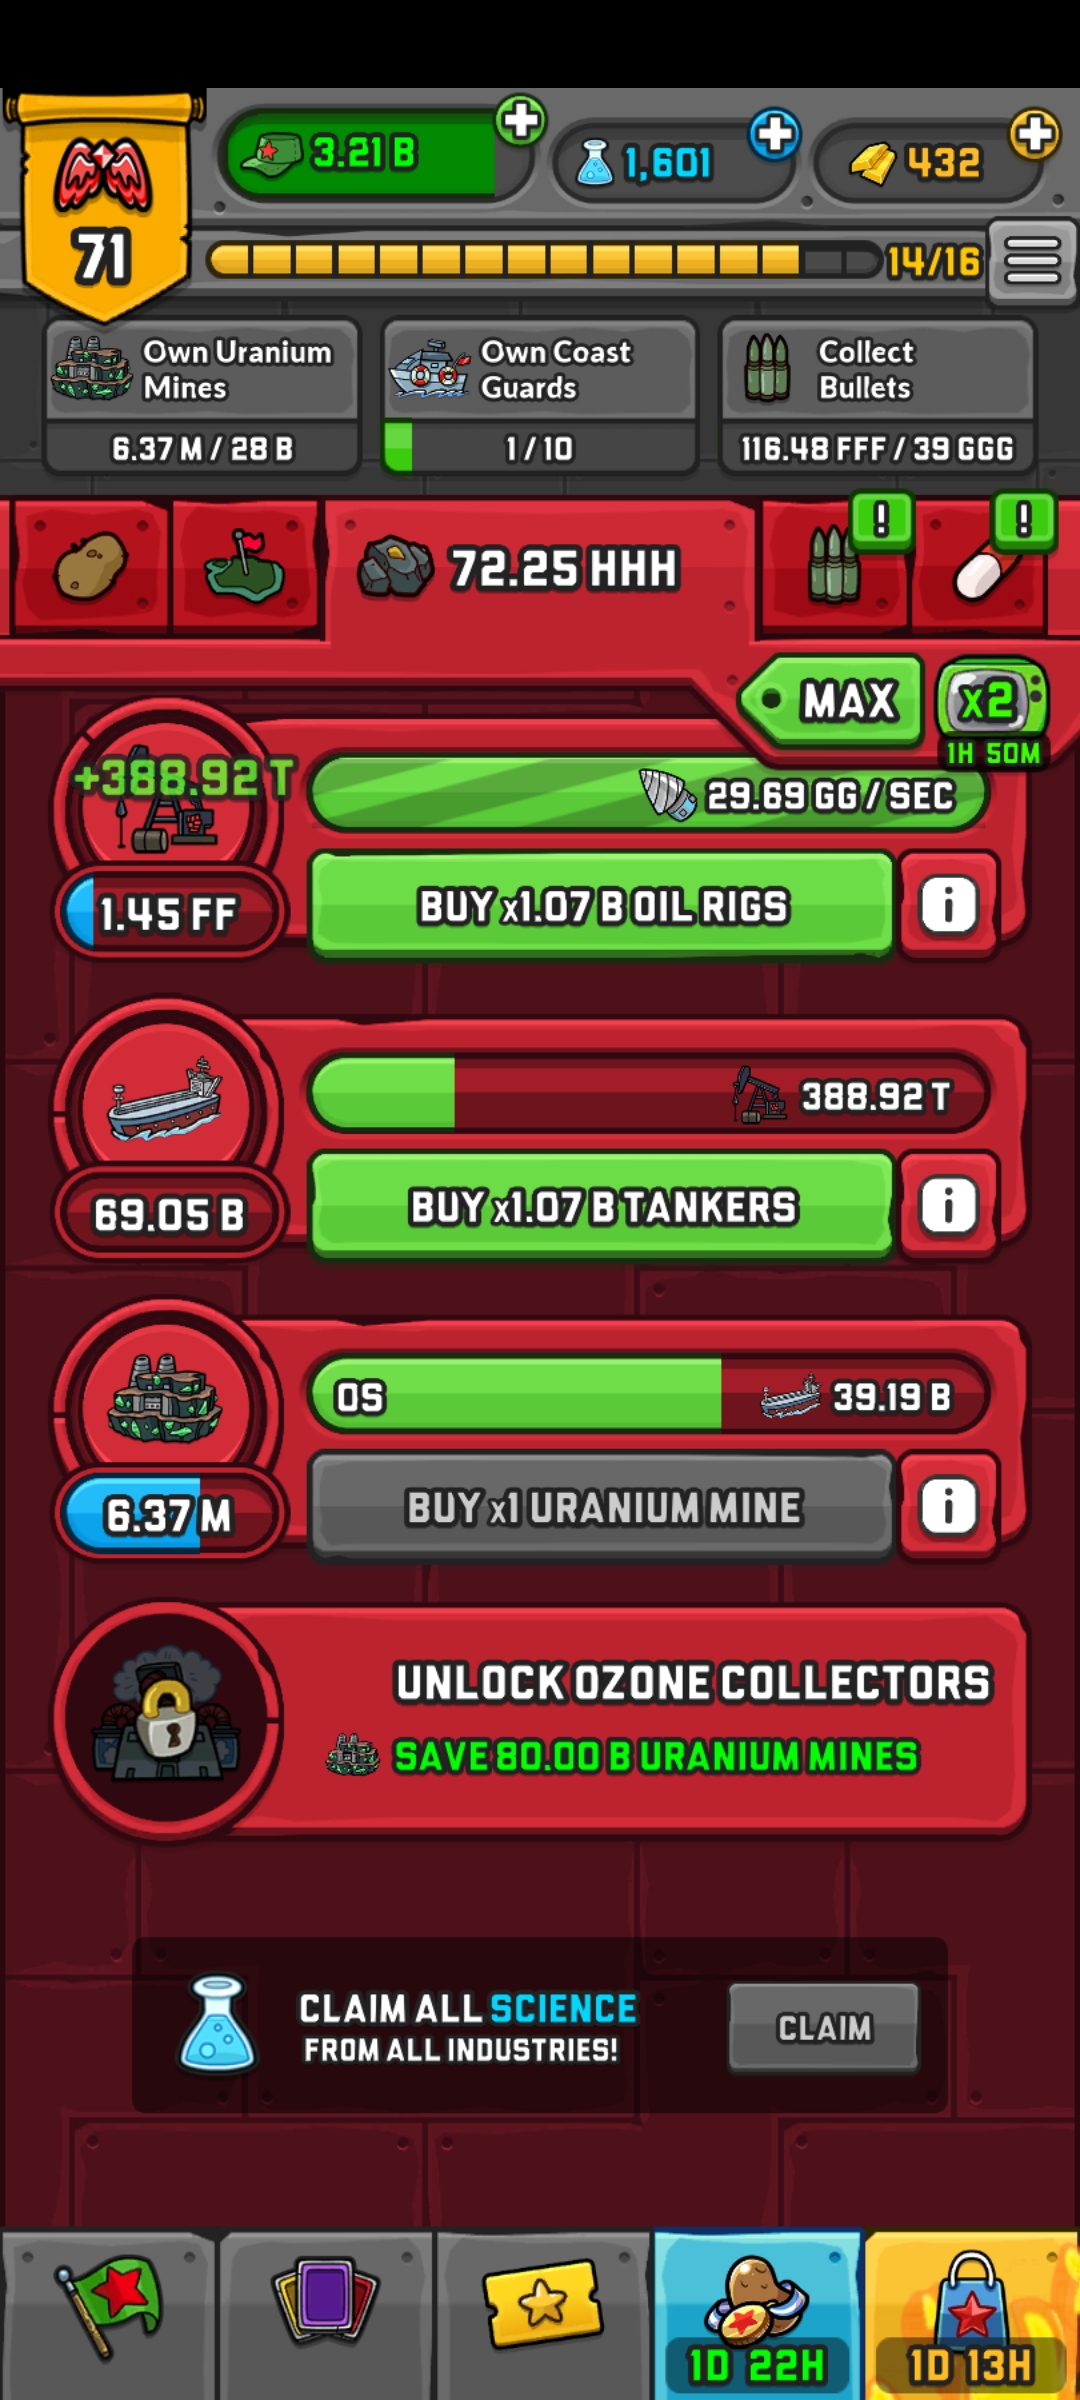 3.21 B
1,601
432
71
14/16
Own Uranium
Mines
6.37 M / 28 B
Own Coast
Guards
1 / 10
Collect
Bullets
116.48 FFF / 39 GGG
72.25 HHH
!
!
MAX
x2
1H 50M
+388.92 T
29.69 GG / SEC
1.45 FF
BUY x1.07 B OIL RIGS
i
388.92 T
69.05 B
BUY x1.07 B TANKERS
i
0S
39.19 B
6.37 M
BUY x1 URANIUM MINE
i
UNLOCK OZONE COLLECTORS
SAVE 80.00 B URANIUM MINES
CLAIM ALL SCIENCE
FROM ALL INDUSTRIES!
CLAIM
1D 22H
1D 13H